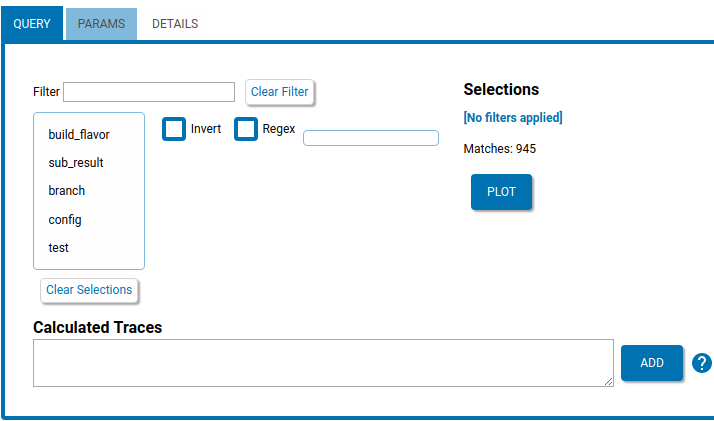 QUERY PARAMS DETAILS
Filter Clear Filter
Selections
[No filters applied]
Matches: 945
PLOT
build_flavor
sub_result
branch
config
test
Invert Regex
Clear Selections
Calculated Traces
ADD ?